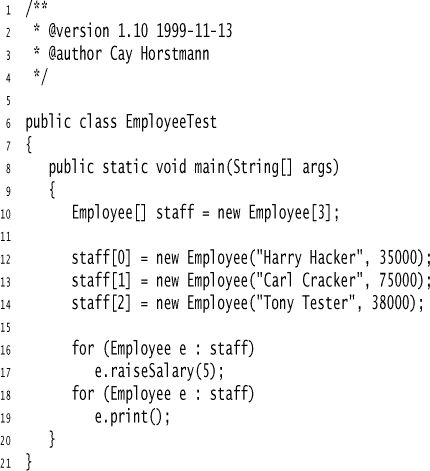 1 /**
2  * @version 1.10 1999-11-13
3  * @author Cay Horstmann
4  */
5
6 public class EmployeeTest
7 {
8    public static void main(String[] args)
9    {
10       Employee[] staff = new Employee[3];
11
12       staff[0] = new Employee("Harry Hacker", 35000);
13       staff[1] = new Employee("Carl Cracker", 75000);
14       staff[2] = new Employee("Tony Tester", 38000);
15
16       for (Employee e : staff)
17          e.raiseSalary(5);
18       for (Employee e : staff)
19          e.print();
20    }
21 }